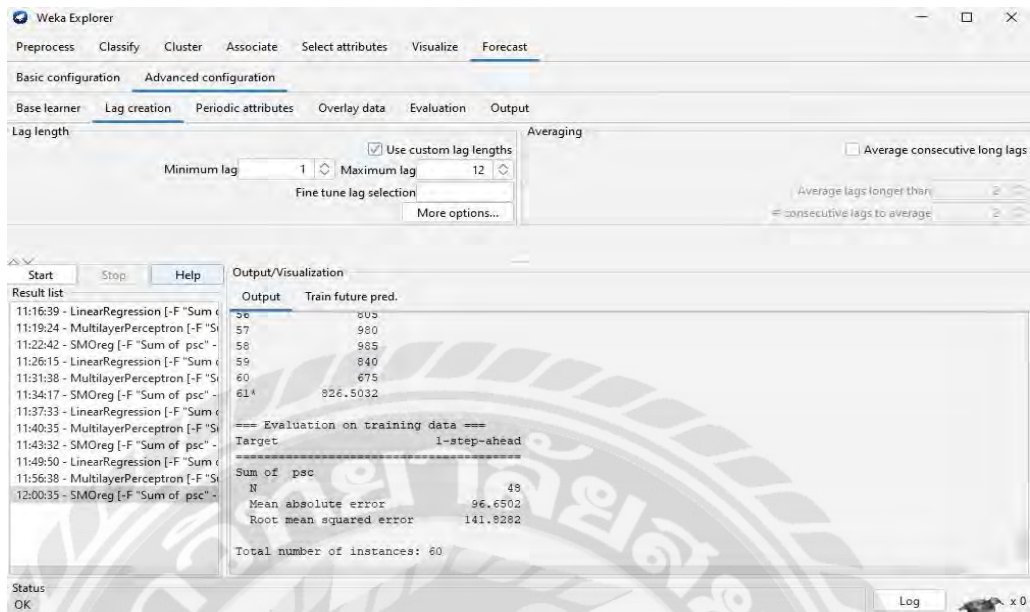 Weka Explorer
Preprocess Classify Cluster Associate Select attributes Visualize Forecast
Basic configuration Advanced configuration
Base learner Lag creation Periodic attributes Overlay data Evaluation Output
Lag length
Use custom lag lengths
Minimum lag 1 Maximum lag 12
Fine tune lag selection
More options...
Averaging
Average consecutive long lags
Average lags longer than 2
# consecutive lags to average 2
Start Stop Help
Result list
11:16:39 - LinearRegression [-F "Sum
11:19:24 - MultilayerPerceptron [-F "S
11:22:42 - SMOreg [-F "Sum of psc" -
11:26:15 - LinearRegression [-F "Sum
11:31:38 - MultilayerPerceptron [-F "S
11:34:17 - SMOreg [-F "Sum of psc" -
11:37:33 - LinearRegression [-F "Sum
11:40:35 - MultilayerPerceptron [-F "S
11:43:32 - SMOreg [-F "Sum of psc" -
11:49:50 - LinearRegression [-F "Sum
11:56:38 - MultilayerPerceptron [-F "S
12:00:35 - SMOreg [-F "Sum of psc" -
Output/Visualization
Output Train future pred.
56 805
57 980
58 985
59 840
60 675
61* 826.5032
=== Evaluation on training data ===
Target 1-step-ahead
=======================================
Sum of psc
N 48
Mean absolute error 96.6502
Root mean squared error 141.8282
Total number of instances: 60
Status
OK
Log
x 0